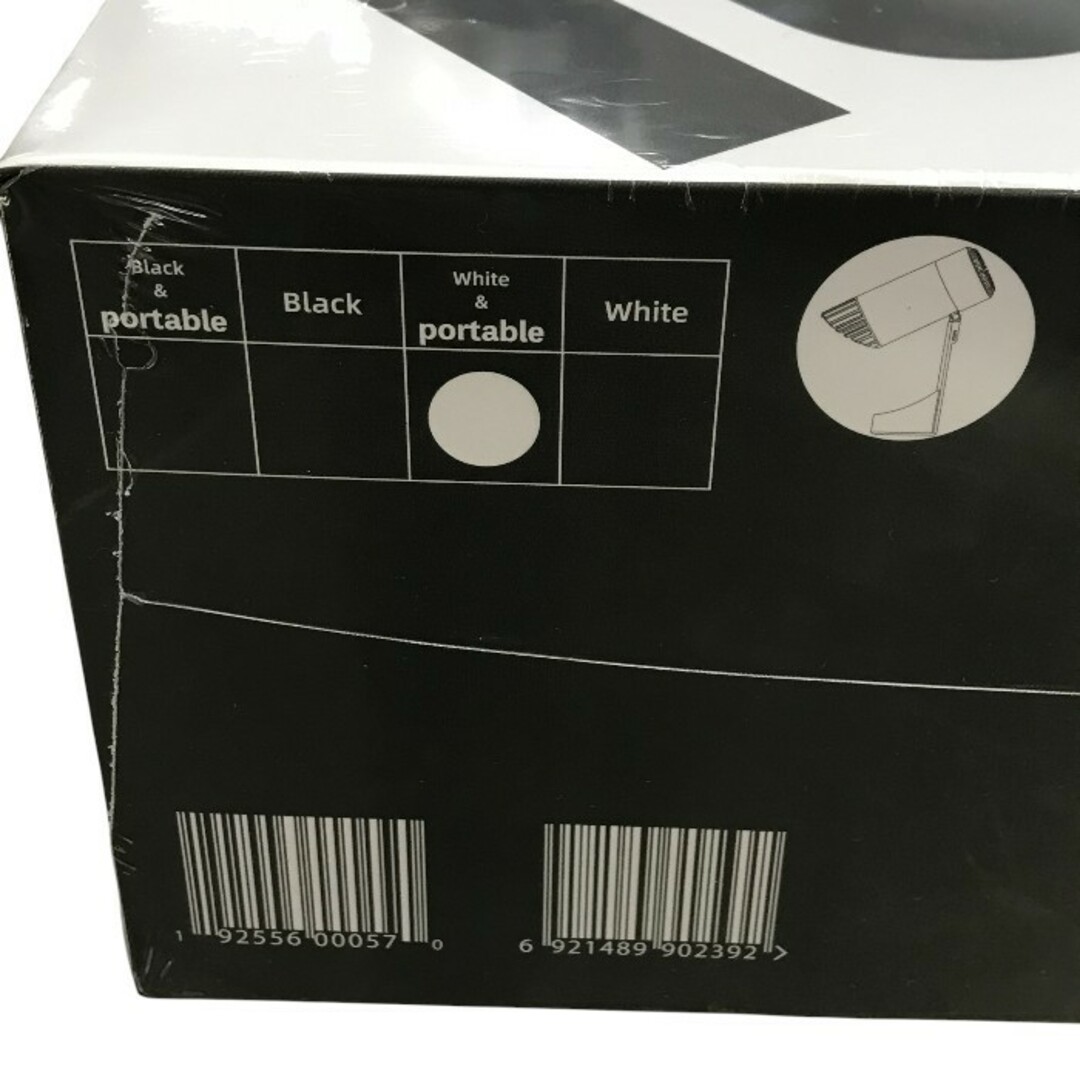 Black
&
portable
Black
White
&
portable
White
1 92556 00057 0
6 921489 902392 >